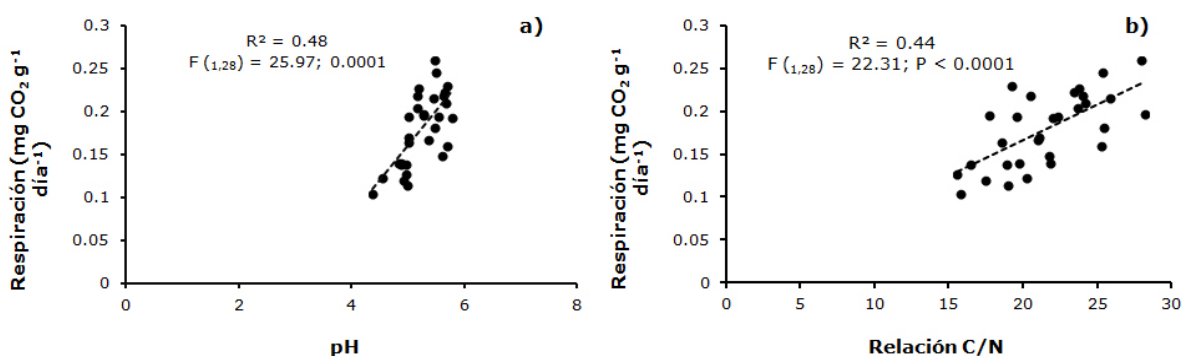 a)
R² = 0.48
F (1,28) = 25.97; 0.0001
0.3
0.25
0.2
0.15
0.1
0.05
0
0 2 4 6 8
pH
Respiración (mg CO₂ g⁻¹
día⁻¹)
b)
R² = 0.44
F (1,28) = 22.31; P < 0.0001
0.3
0.25
0.2
0.15
0.1
0.05
0
0 5 10 15 20 25 30
Relación C/N
Respiración (mg CO₂ g⁻¹
día⁻¹)